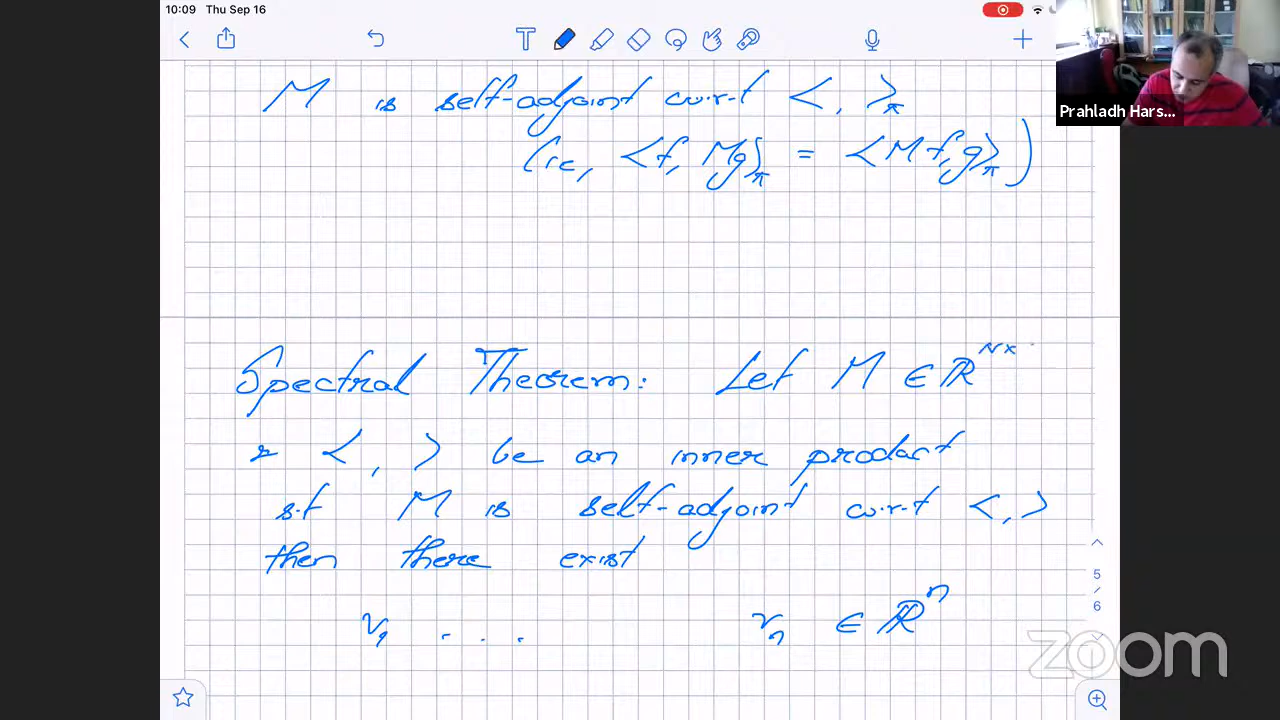 10:09 Thu Sep 16
T
Prahladh Hars...
M is self-adjoint w.r.t <, >π
(ie, <f, Mg>π = <Mf, g>π)
Spectral Theorem: Let M ∈ ℝ^{N×
& <, > be an inner product
s.t M is self-adjoint w.r.t <, >
then there exist
v₁ . . . vₙ ∈ ℝⁿ
5
/
6
zoom